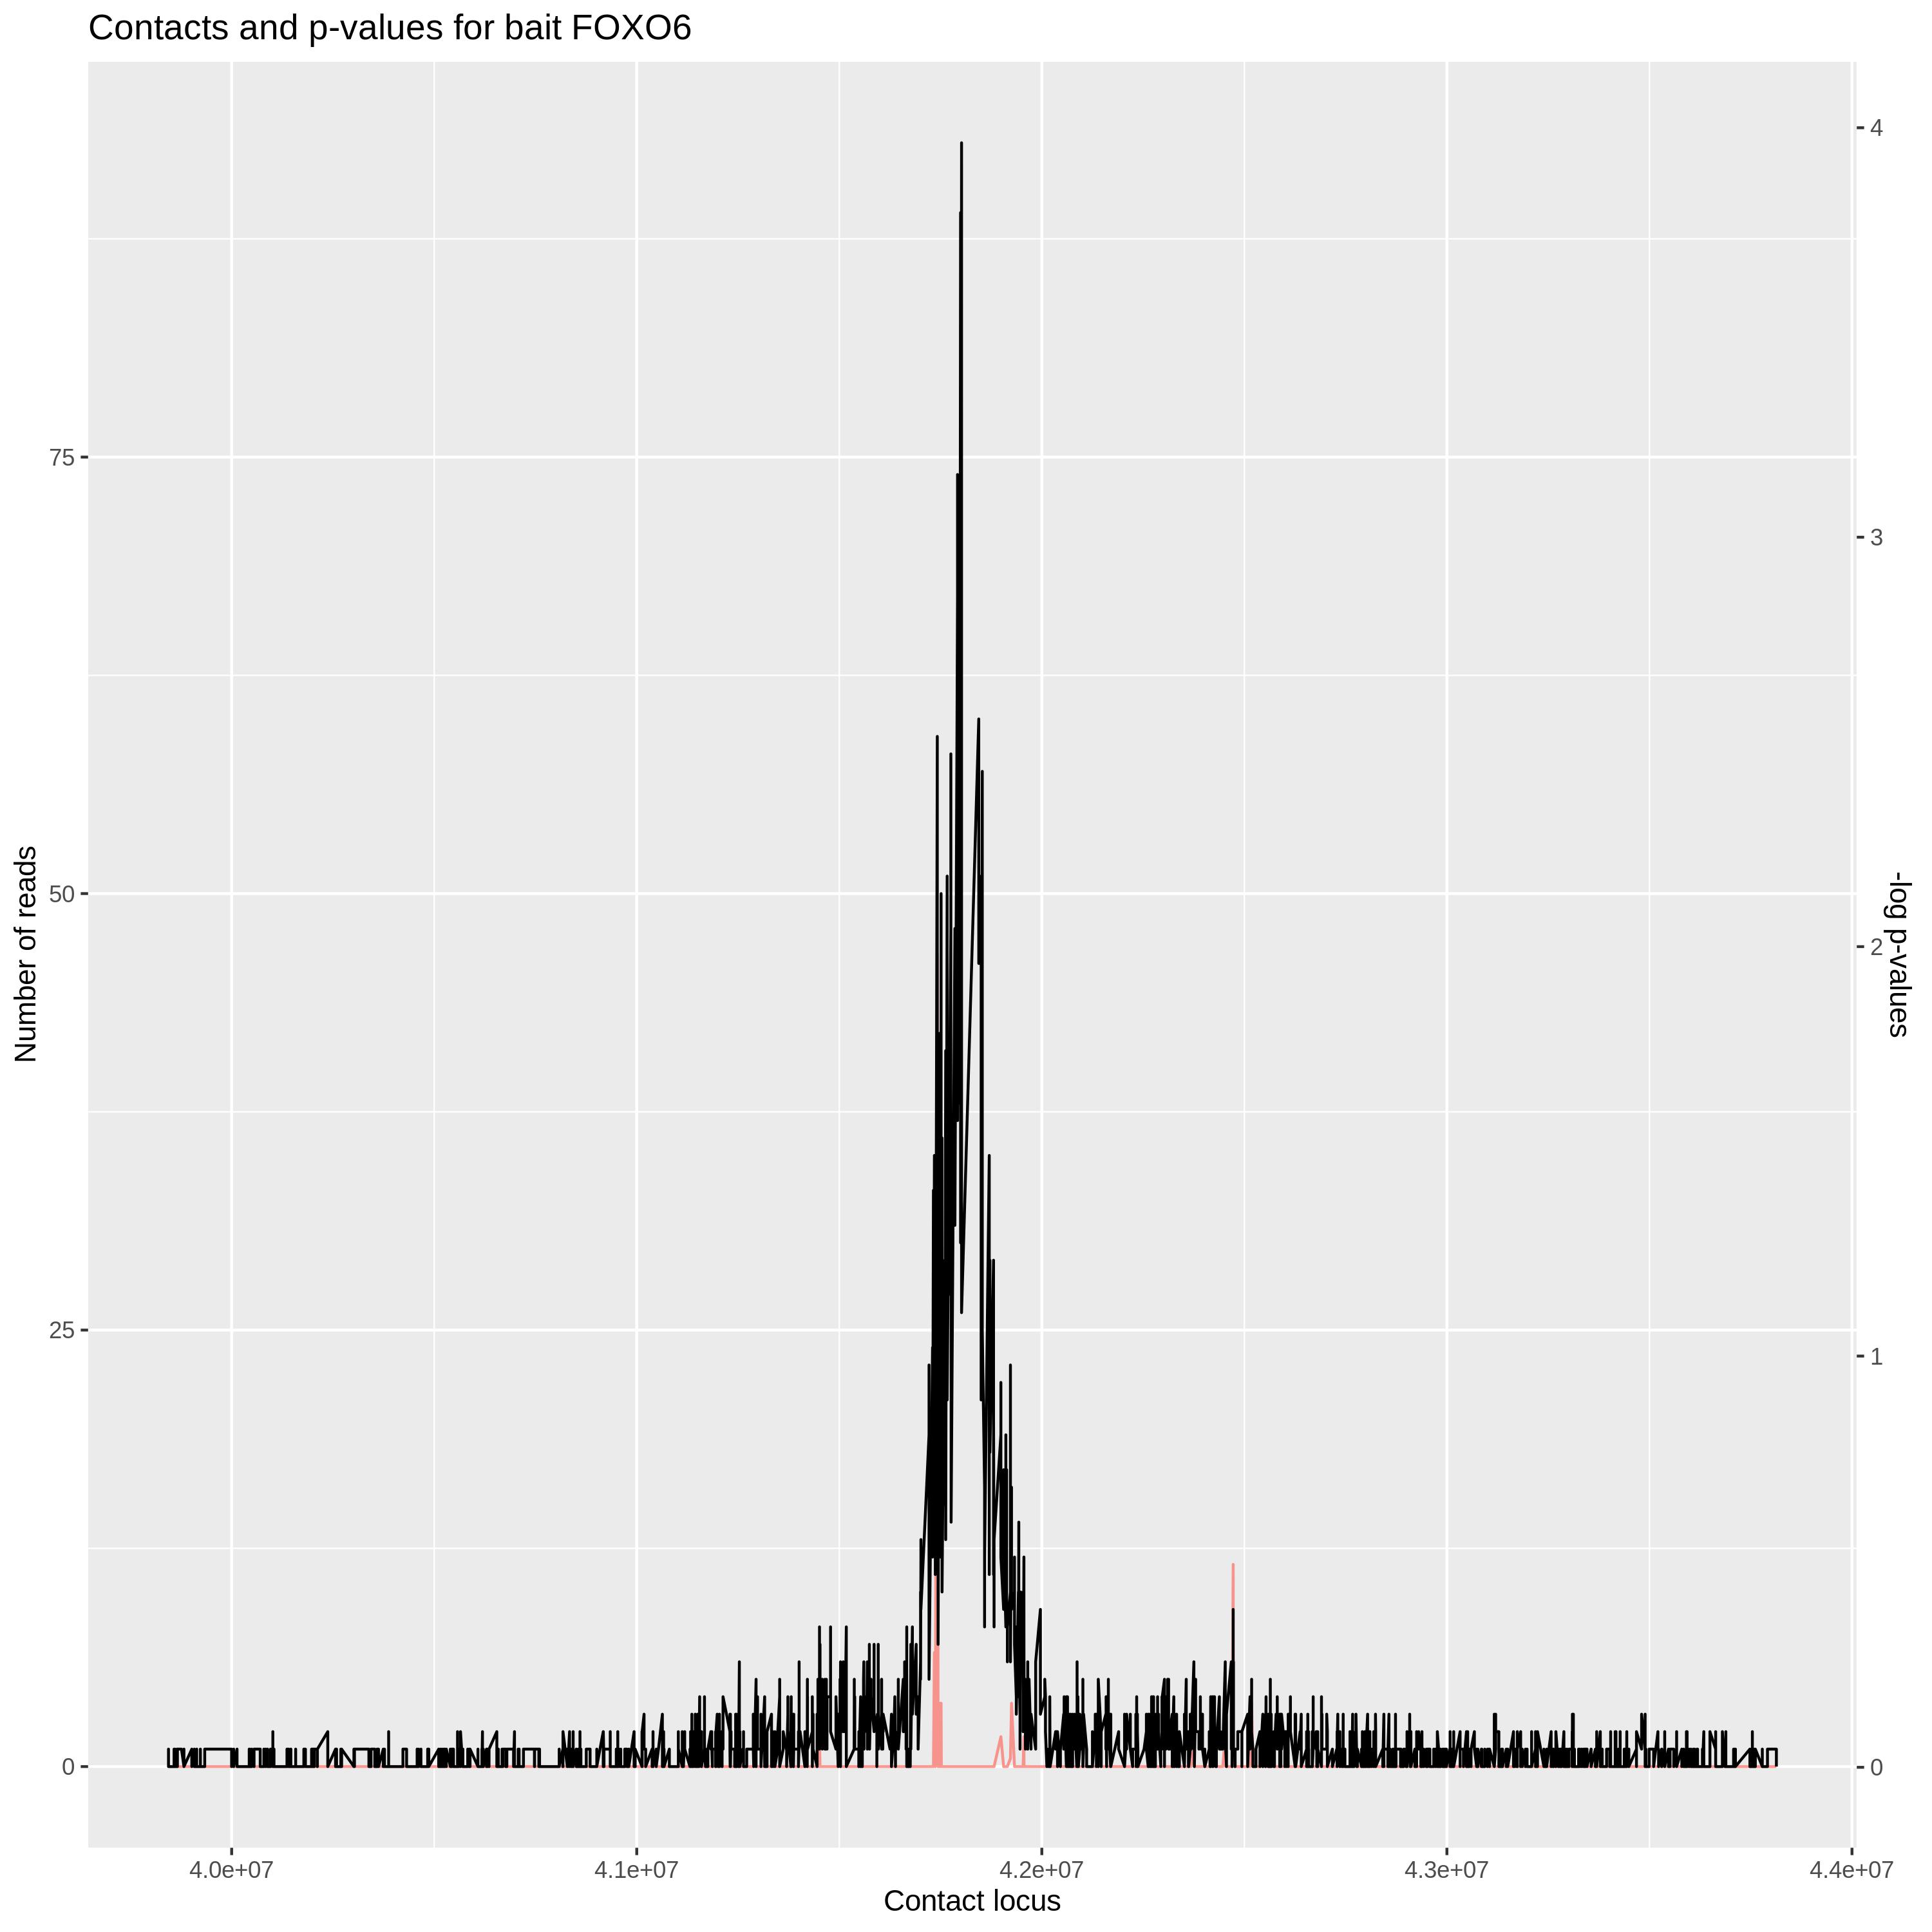 Contacts and p-values for bait FOXO6
4
75
3
Number of reads
50
-log p-values
2
25
1
0
0
4.0e+07
4.1e+07
4.2e+07
4.3e+07
4.4e+07
Contact locus